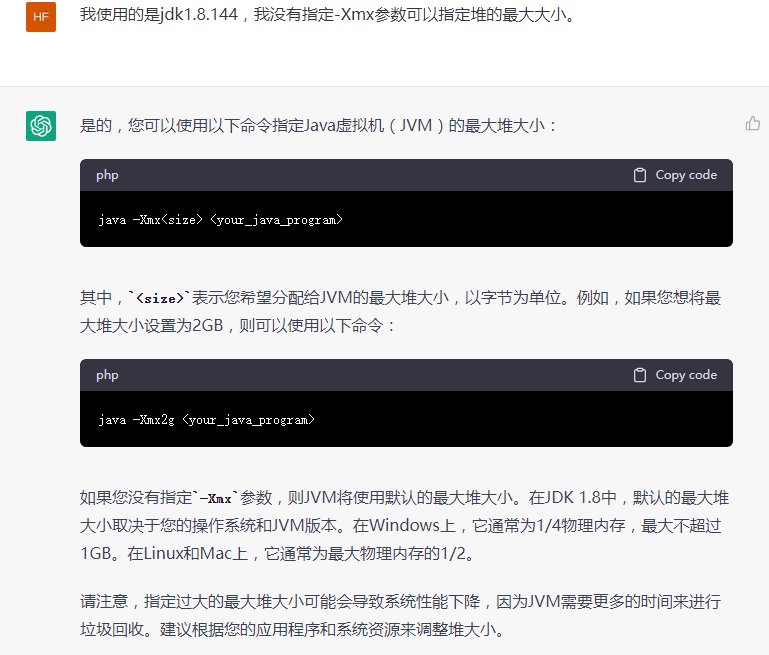 HF
我使用的是jdk1.8.144，我没有指定-Xmx参数可以指定堆的最大大小。
是的，您可以使用以下命令指定Java虚拟机（JVM）的最大堆大小：
php
Copy code
java -Xmx<size> <your_java_program>
其中，`<size>`表示您希望分配给JVM的最大堆大小，以字节为单位。例如，如果您想将最
大堆大小设置为2GB，则可以使用以下命令：
php
Copy code
java -Xmx2g <your_java_program>
如果您没有指定`-Xmx`参数，则JVM将使用默认的最大堆大小。在JDK 1.8中，默认的最大堆
大小取决于您的操作系统和JVM版本。在Windows上，它通常为1/4物理内存，最大不超过
1GB。在Linux和Mac上，它通常为最大物理内存的1/2。
请注意，指定过大的最大堆大小可能会导致系统性能下降，因为JVM需要更多的时间来进行
垃圾回收。建议根据您的应用程序和系统资源来调整堆大小。